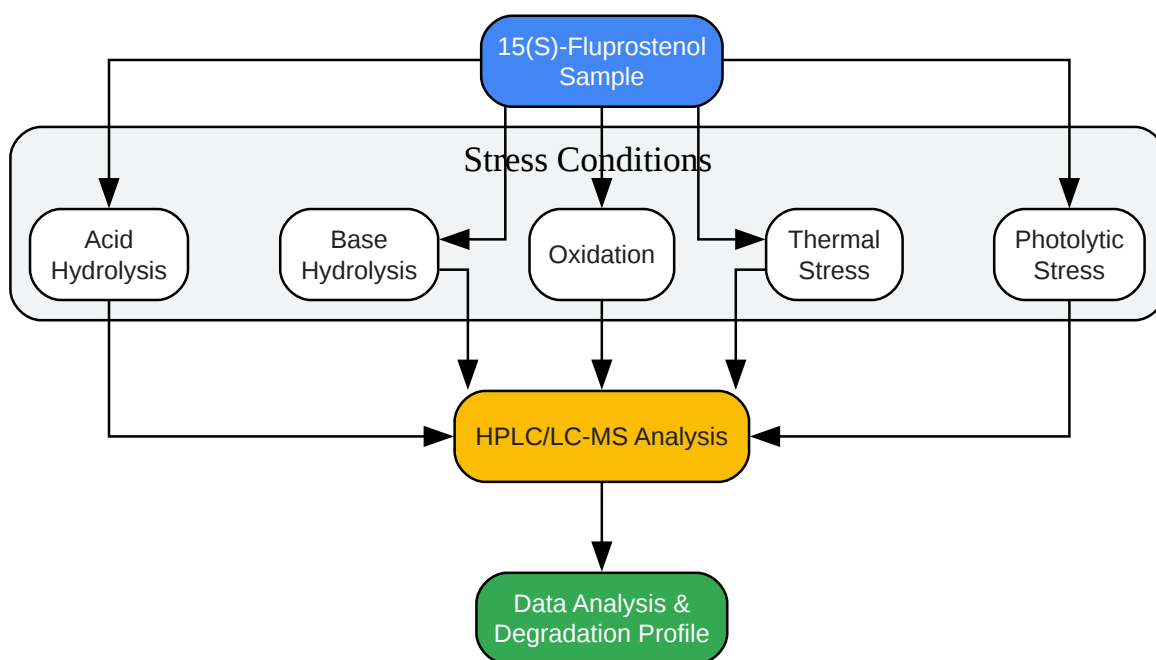 15(S)-Fluprostenol
Sample
Stress Conditions
Acid
Hydrolysis
Base
Hydrolysis
Oxidation
Thermal
Stress
Photolytic
Stress
HPLC/LC-MS Analysis
Data Analysis &
Degradation Profile